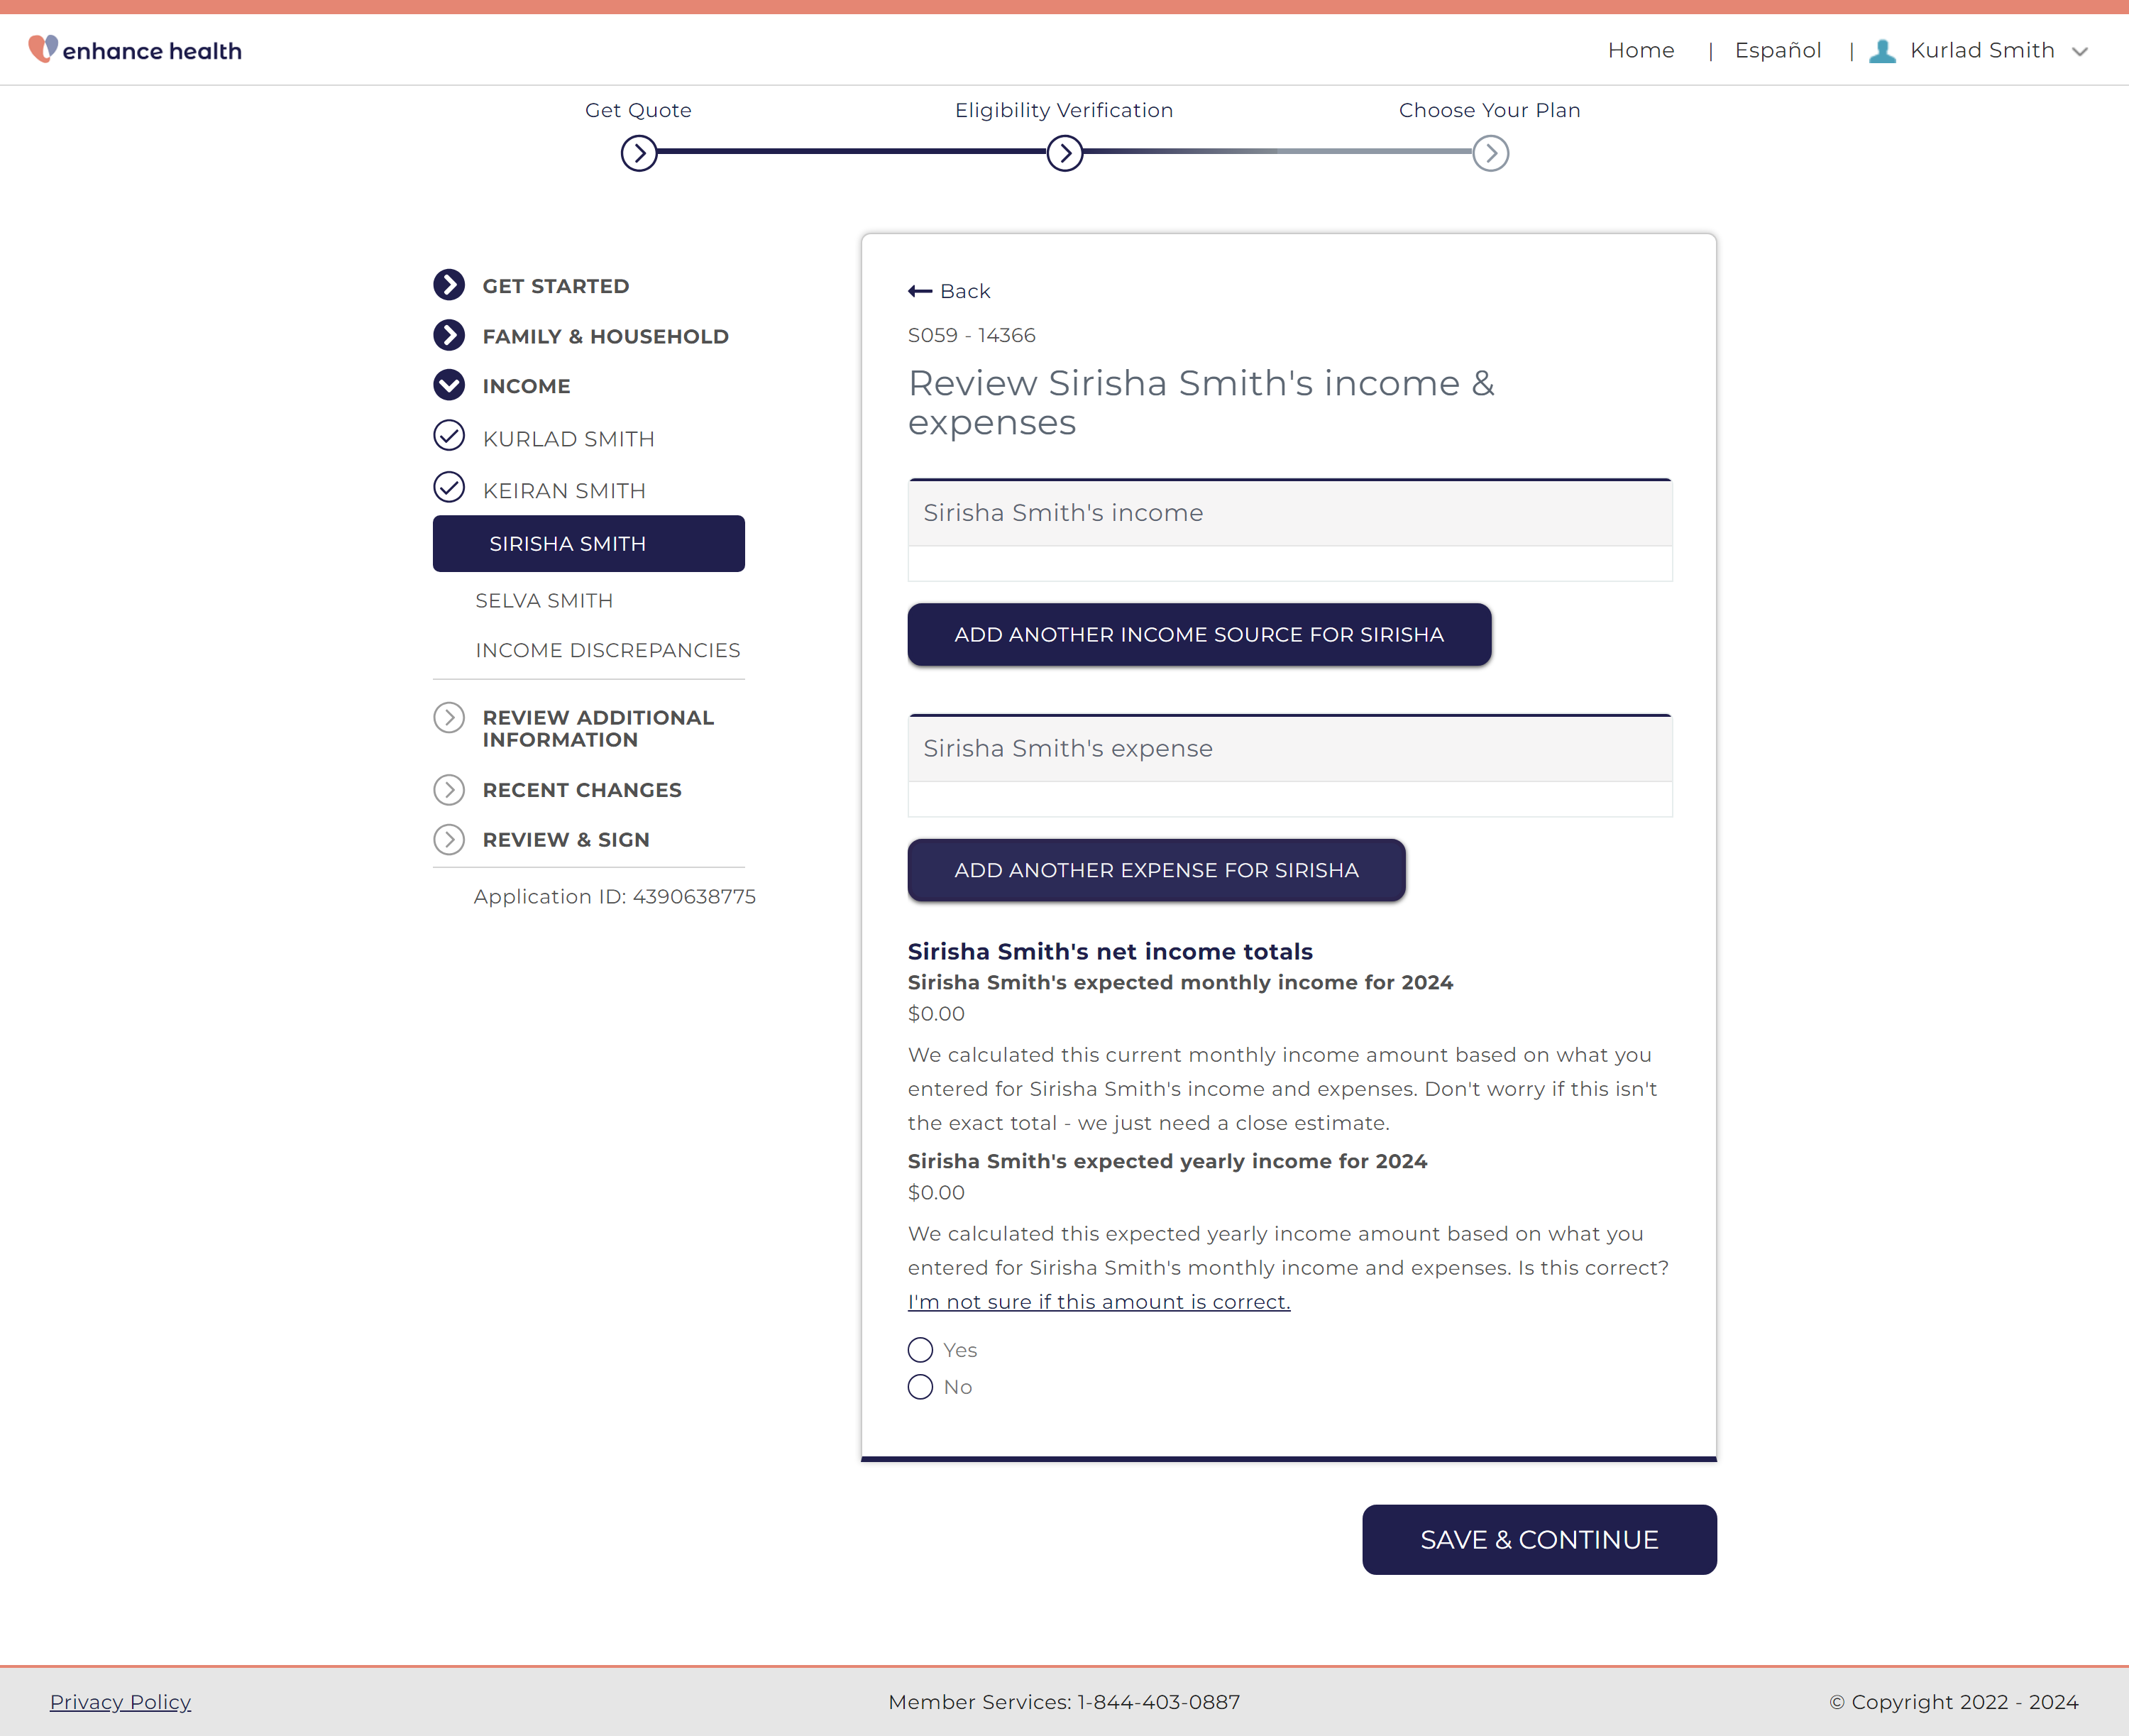 enhance health
Home | Español | Kurlad Smith
Get Quote
Eligibility Verification
Choose Your Plan
GET STARTED
FAMILY & HOUSEHOLD
INCOME
KURLAD SMITH
KEIRAN SMITH
SIRISHA SMITH
SELVA SMITH
INCOME DISCREPANCIES
REVIEW ADDITIONAL
INFORMATION
RECENT CHANGES
REVIEW & SIGN
Application ID: 4390638775
Back
S059 - 14366
Review Sirisha Smith's income &
expenses
Sirisha Smith's income
ADD ANOTHER INCOME SOURCE FOR SIRISHA
Sirisha Smith's expense
ADD ANOTHER EXPENSE FOR SIRISHA
Sirisha Smith's net income totals
Sirisha Smith's expected monthly income for 2024
$0.00
We calculated this current monthly income amount based on what you
entered for Sirisha Smith's income and expenses. Don't worry if this isn't
the exact total - we just need a close estimate.
Sirisha Smith's expected yearly income for 2024
$0.00
We calculated this expected yearly income amount based on what you
entered for Sirisha Smith's monthly income and expenses. Is this correct?
I'm not sure if this amount is correct.
Yes
No
SAVE & CONTINUE
Privacy Policy
Member Services: 1-844-403-0887
© Copyright 2022 - 2024